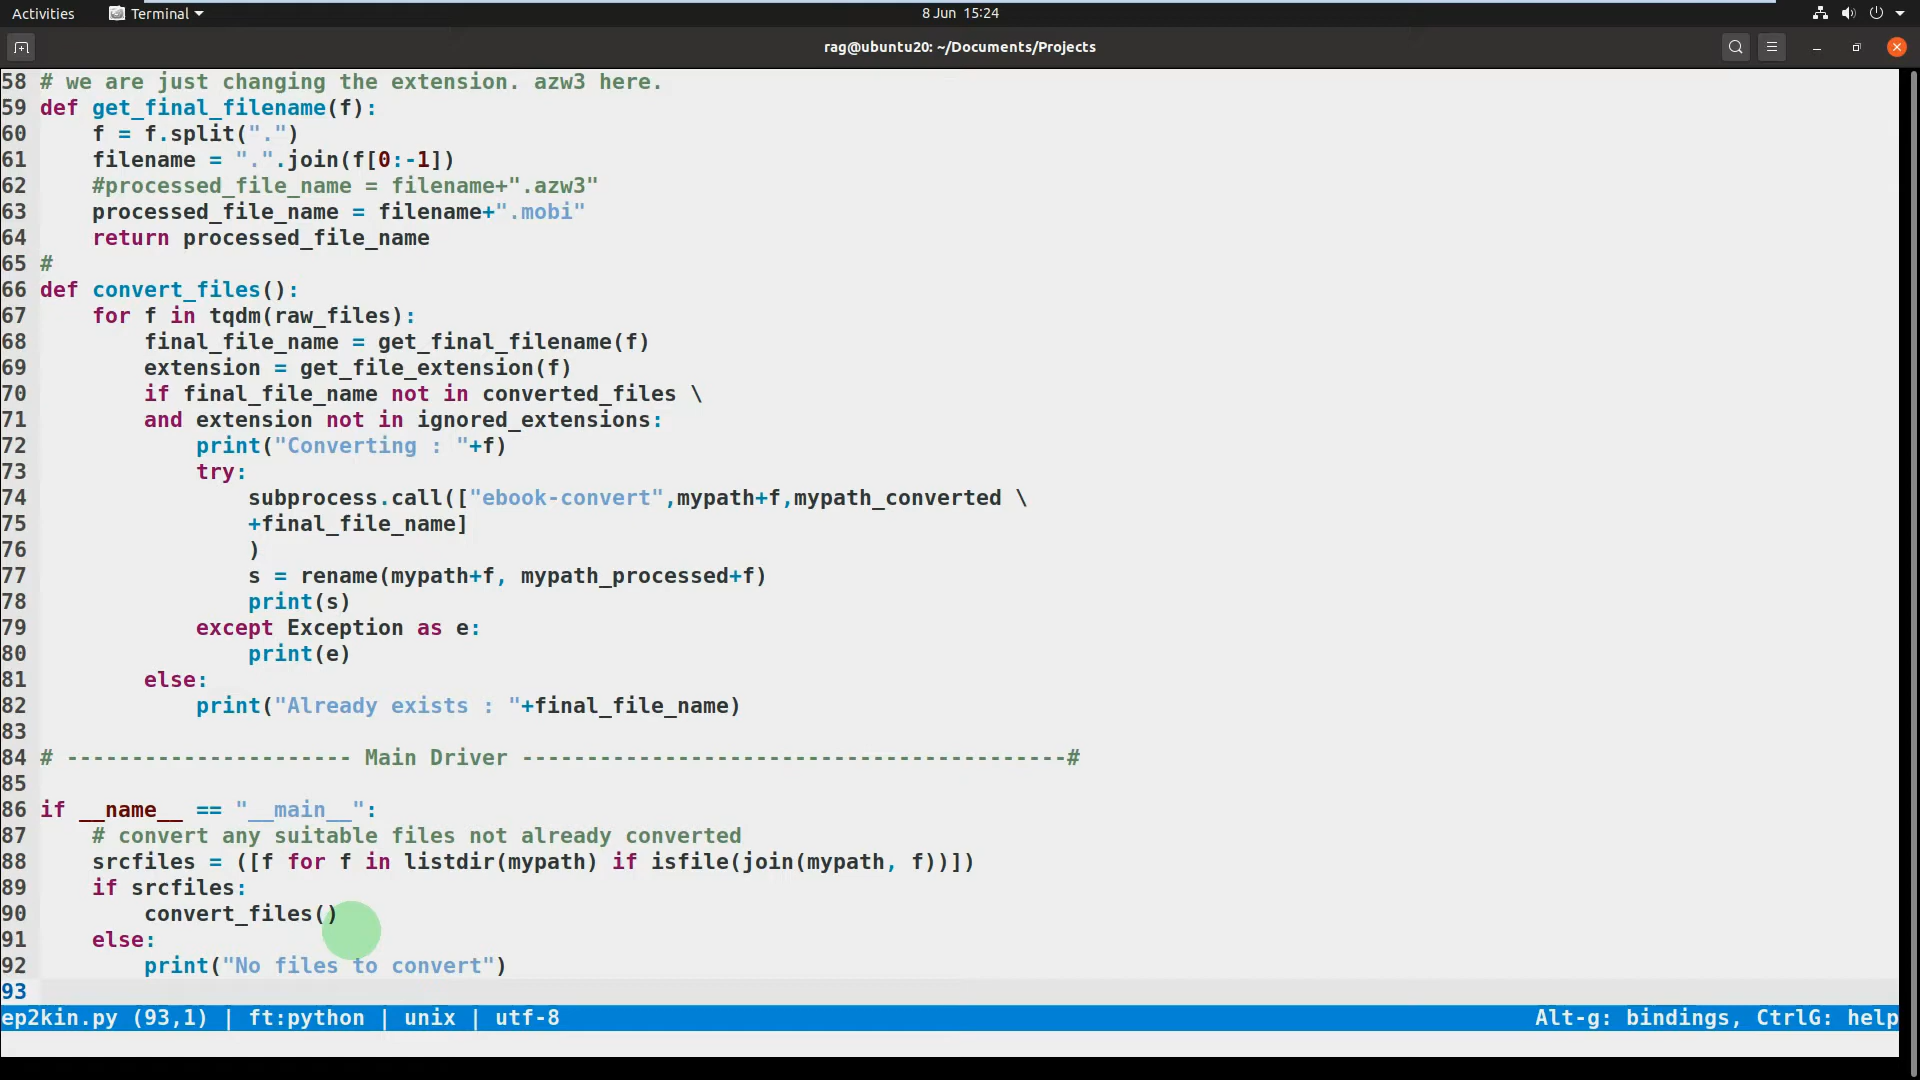 Activities Terminal 8 Jun 15:24
rag@ubuntu20: ~/Documents/Projects
58 # we are just changing the extension. azw3 here.
59 def get_final_filename(f):
60     f = f.split(".")
61     filename = ".".join(f[0:-1])
62     #processed_file_name = filename+".azw3"
63     processed_file_name = filename+".mobi"
64     return processed_file_name
65 #
66 def convert_files():
67     for f in tqdm(raw_files):
68         final_file_name = get_final_filename(f)
69         extension = get_file_extension(f)
70         if final_file_name not in converted_files \
71         and extension not in ignored_extensions:
72             print("Converting : "+f)
73             try:
74                 subprocess.call(["ebook-convert",mypath+f,mypath_converted \
75                 +final_file_name]
76                 )
77                 s = rename(mypath+f, mypath_processed+f)
78                 print(s)
79             except Exception as e:
80                 print(e)
81         else:
82             print("Already exists : "+final_file_name)
83
84 # ---------------------- Main Driver ------------------------------------------#
85
86 if __name__ == "__main__":
87     # convert any suitable files not already converted
88     srcfiles = ([f for f in listdir(mypath) if isfile(join(mypath, f))])
89     if srcfiles:
90         convert_files()
91     else:
92         print("No files to convert")
93
ep2kin.py (93,1) | ft:python | unix | utf-8 Alt-g: bindings, CtrlG: help